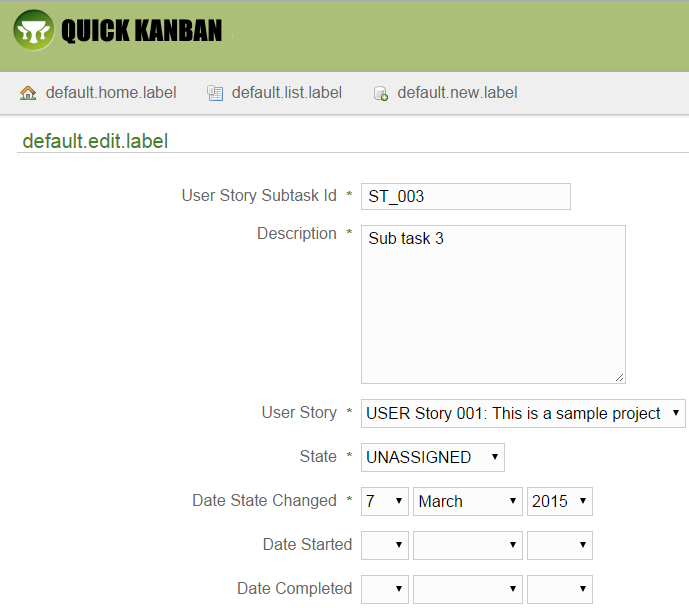 QUICK KANBAN
default.home.label default.list.label default.new.label
default.edit.label
User Story Subtask Id * ST_003
Description * Sub task 3
User Story * USER Story 001: This is a sample project
State * UNASSIGNED
Date State Changed * 7 March 2015
Date Started
Date Completed